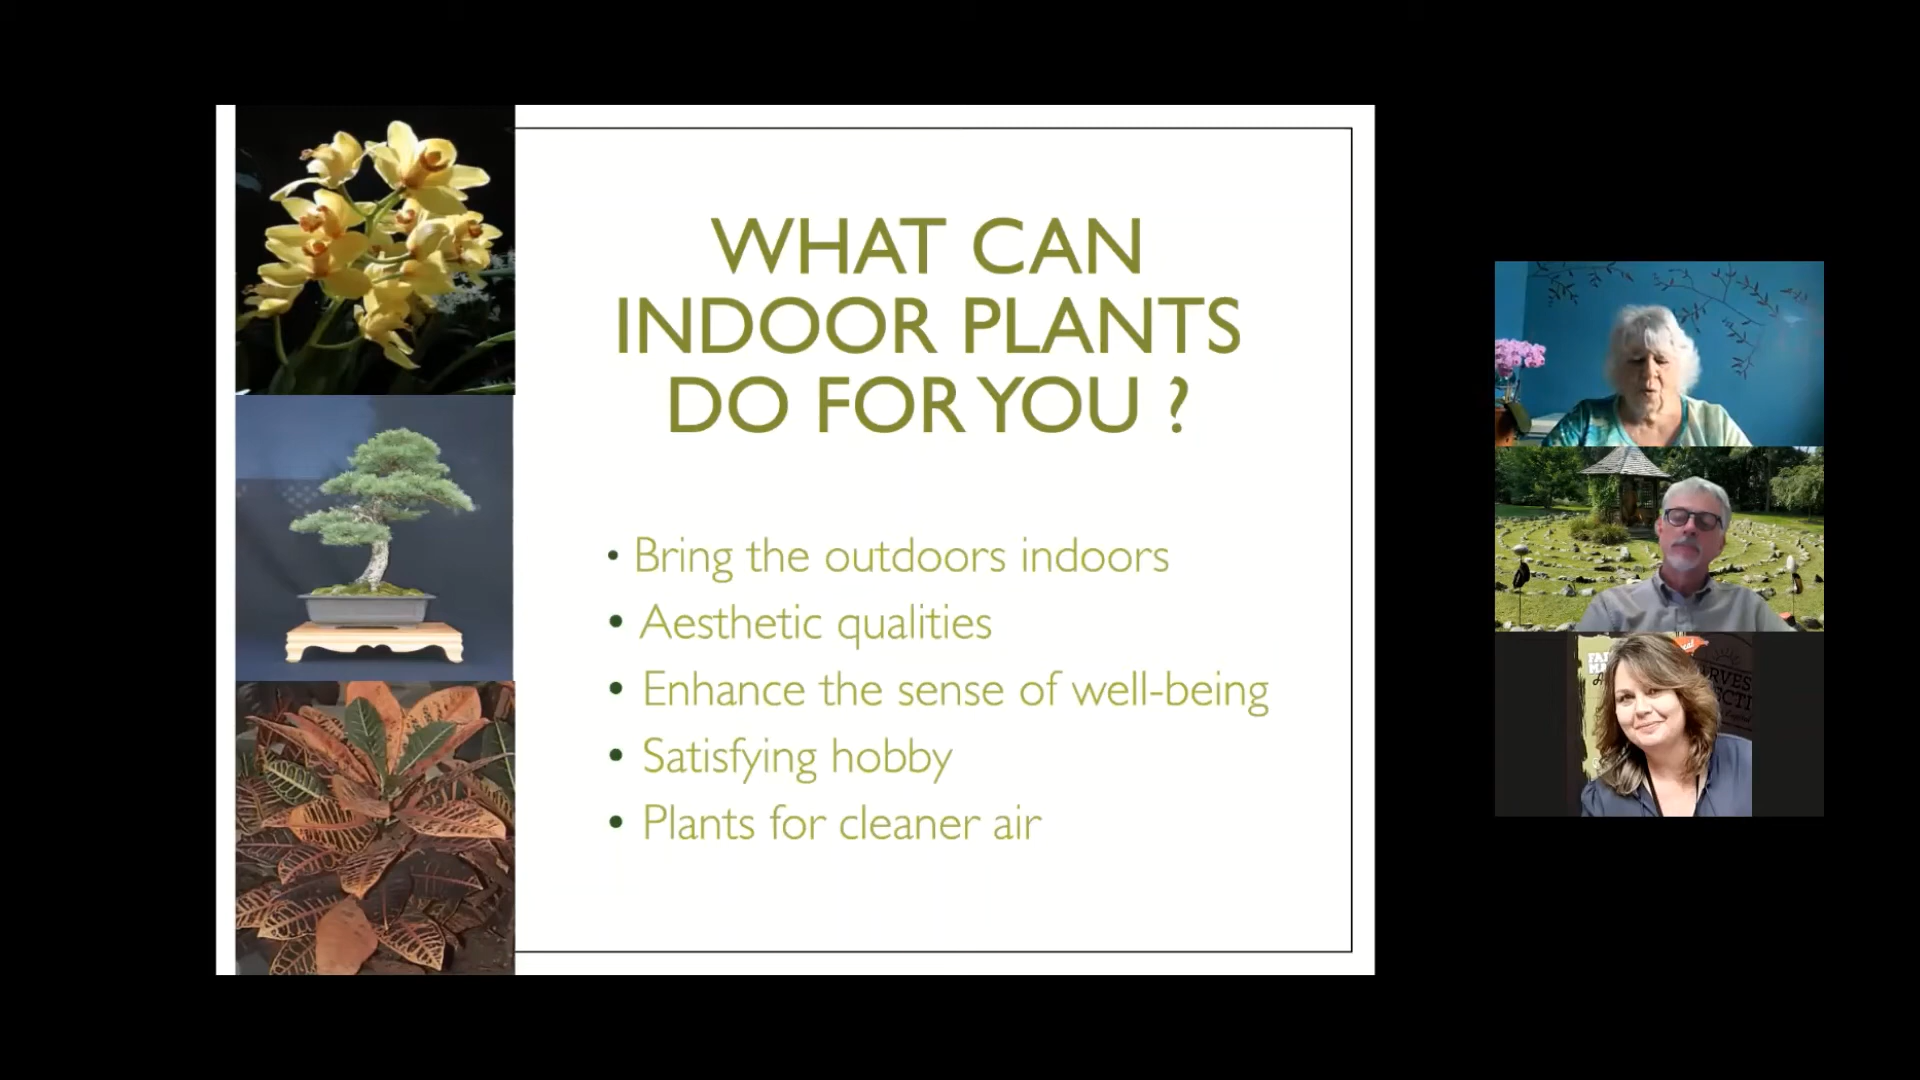 WHAT CAN
INDOOR PLANTS
DO FOR YOU ?
• Bring the outdoors indoors
• Aesthetic qualities
• Enhance the sense of well-being
• Satisfying hobby
• Plants for cleaner air